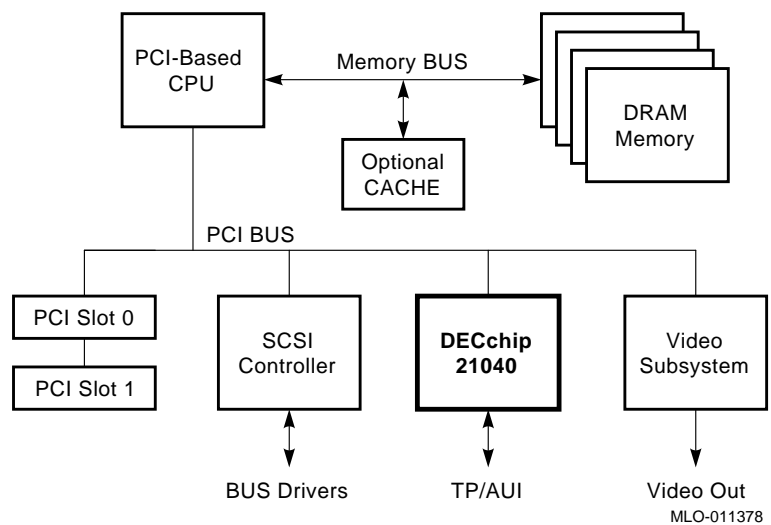 PCI-Based
CPU
Memory BUS
DRAM
Memory
Optional
CACHE
PCI BUS
PCI Slot 0
PCI Slot 1
SCSI
Controller
DECchip
21040
Video
Subsystem
BUS Drivers
TP/AUI
Video Out
MLO-011378